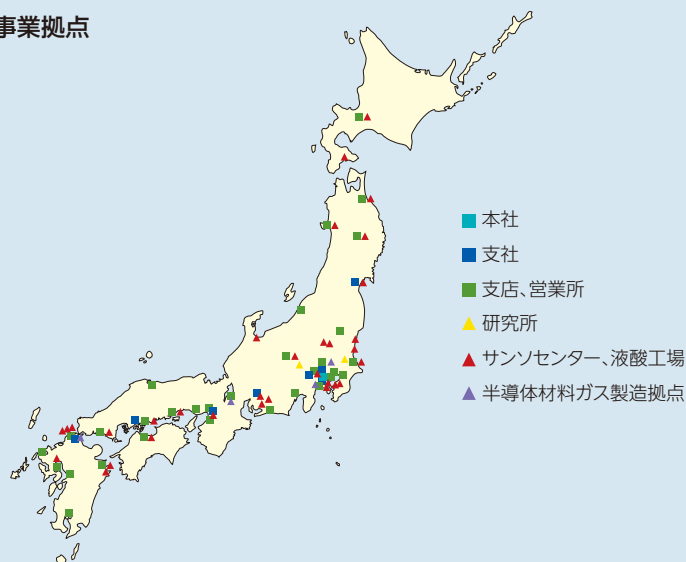 事業拠点
本社
支社
支店、営業所
研究所
サンソセンター、液酸工場
半導体材料ガス製造拠点